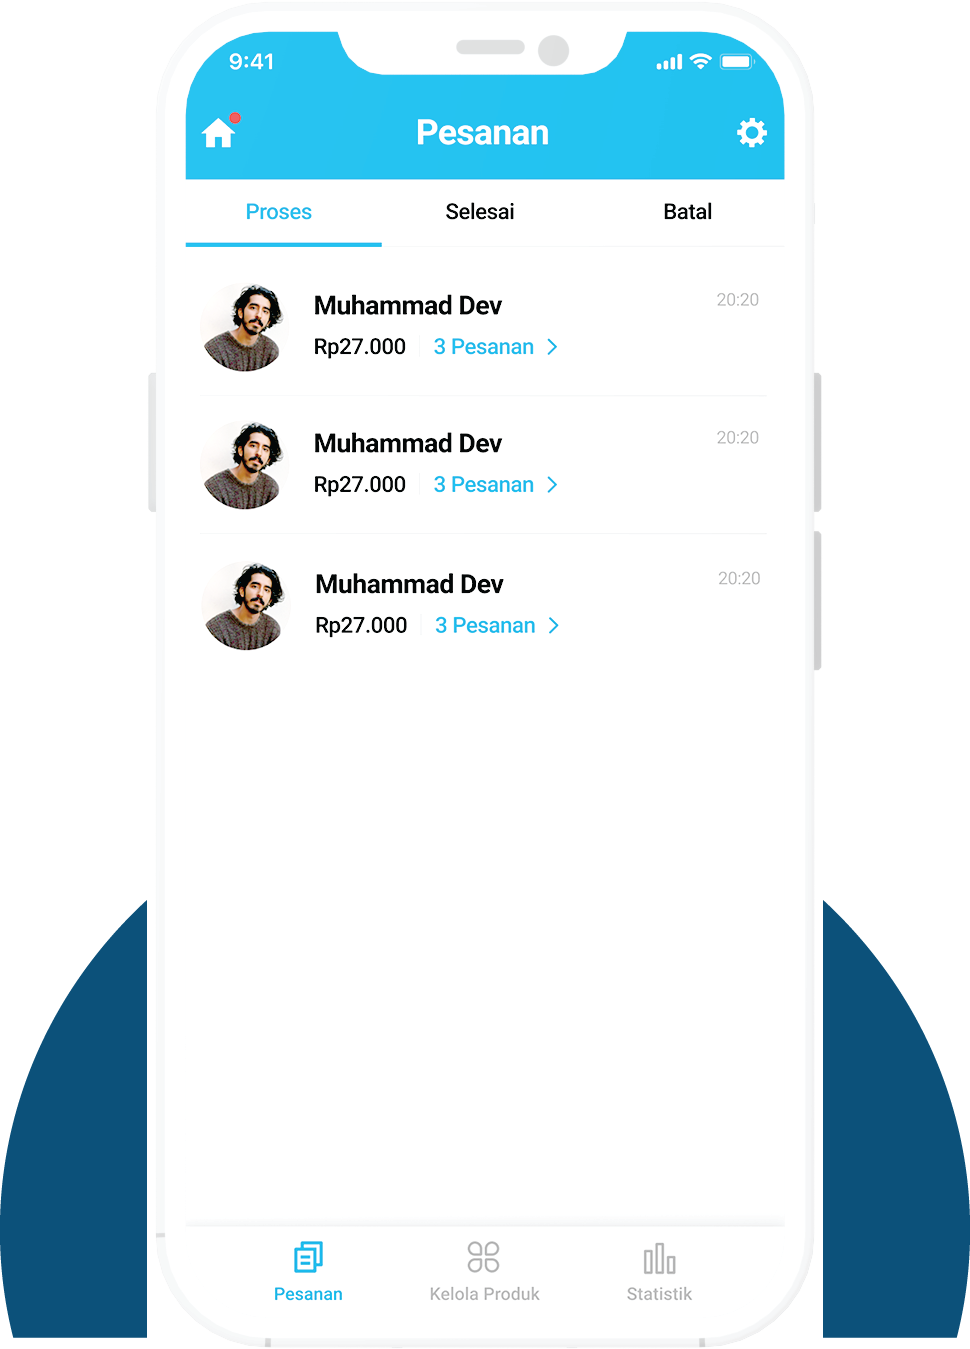 9:41
Pesanan
Proses Selesai Batal
Muhammad Dev 20:20
Rp27.000 3 Pesanan
Muhammad Dev 20:20
Rp27.000 3 Pesanan
Muhammad Dev 20:20
Rp27.000 3 Pesanan
Pesanan Kelola Produk Statistik